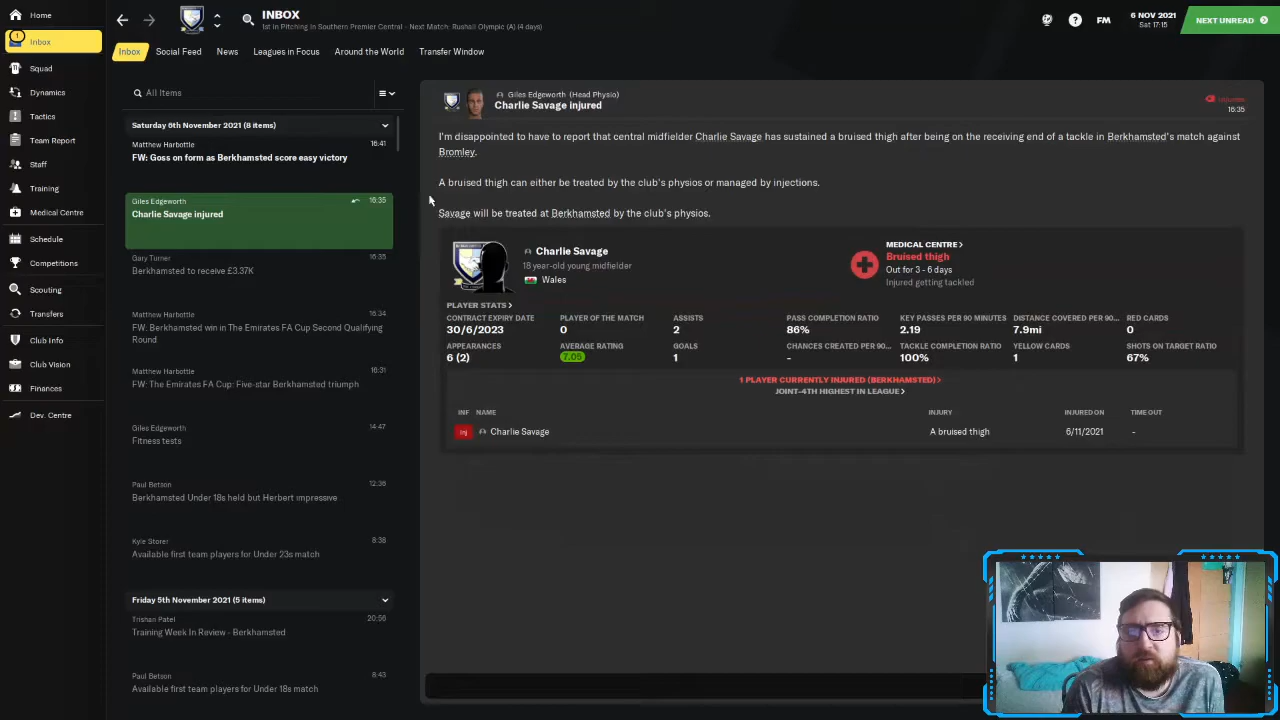 Home
INBOX
1st in Pitching In Southern Premier Central - Next Match: Rushall Olympic (A) (4 days)
FM
6 NOV 2021
Sat 17:15
NEXT UNREAD
1
Inbox
Squad
Dynamics
Tactics
Team Report
Staff
Training
Medical Centre
Schedule
Competitions
Scouting
Transfers
Club Info
Club Vision
Finances
Dev. Centre
Inbox
Social Feed
News
Leagues in Focus
Around the World
Transfer Window
All Items
Saturday 6th November 2021 (8 items)
Matthew Harbottle
16:41
FW: Goss on form as Berkhamsted score easy victory
Giles Edgeworth
16:35
Charlie Savage injured
Gary Turner
16:35
Berkhamsted to receive £3.37K
Matthew Harbottle
16:34
FW: Berkhamsted win in The Emirates FA Cup Second Qualifying
Round
Matthew Harbottle
16:31
FW: The Emirates FA Cup: Five-star Berkhamsted triumph
Giles Edgeworth
14:47
Fitness tests
Paul Betson
12:36
Berkhamsted Under 18s held but Herbert impressive
Kyle Storer
8:38
Available first team players for Under 23s match
Friday 5th November 2021 (5 items)
Trishan Patel
20:56
Training Week In Review - Berkhamsted
Paul Betson
8:43
Available first team players for Under 18s match
Giles Edgeworth (Head Physio)
Charlie Savage injured
Injuries
16:35
I'm disappointed to have to report that central midfielder Charlie Savage has sustained a bruised thigh after being on the receiving end of a tackle in Berkhamsted's match against
Bromley.
A bruised thigh can either be treated by the club's physios or managed by injections.
Savage will be treated at Berkhamsted by the club's physios.
Charlie Savage
18 year-old young midfielder
Wales
MEDICAL CENTRE
Bruised thigh
Out for 3 - 6 days
Injured getting tackled
PLAYER STATS
CONTRACT EXPIRY DATE
PLAYER OF THE MATCH
ASSISTS
PASS COMPLETION RATIO
KEY PASSES PER 90 MINUTES
DISTANCE COVERED PER 90...
RED CARDS
30/6/2023
0
2
86%
2.19
7.9mi
0
APPEARANCES
AVERAGE RATING
GOALS
CHANCES CREATED PER 90...
TACKLE COMPLETION RATIO
YELLOW CARDS
SHOTS ON TARGET RATIO
6 (2)
7.05
1
-
100%
1
67%
1 PLAYER CURRENTLY INJURED (BERKHAMSTED)
JOINT-4TH HIGHEST IN LEAGUE
INF
NAME
INJURY
INJURED ON
TIME OUT
Inj
Charlie Savage
A bruised thigh
6/11/2021
-